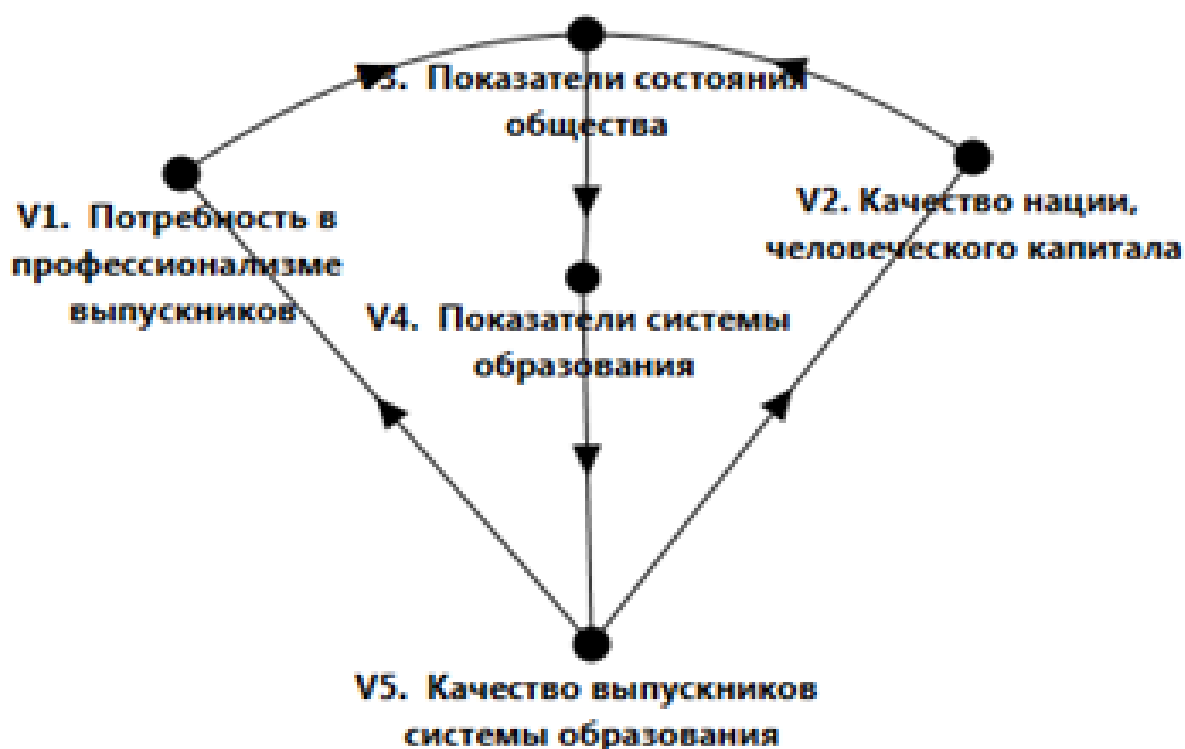 V3. Показатели состояния
общества
V1. Потребность в
профессионализме
выпускников
V2. Качество нации,
человеческого капитала
V4. Показатели системы
образования
V5. Качество выпускников
системы образования